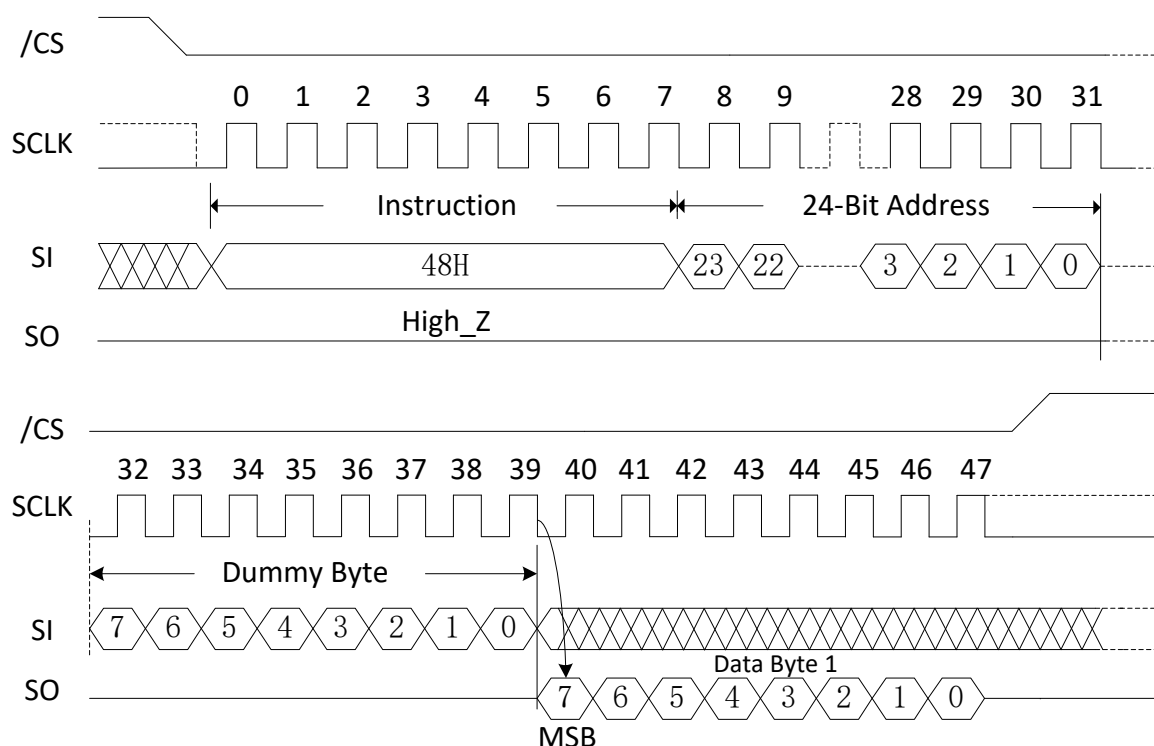 /CS
0 1 2 3 4 5 6 7 8 9 28 29 30 31
SCLK
Instruction 24-Bit Address
SI 48H 23 22 3 2 1 0
High_Z
SO
/CS
32 33 34 35 36 37 38 39 40 41 42 43 44 45 46 47
SCLK
Dummy Byte
SI 7 6 5 4 3 2 1 0
Data Byte 1
SO 7 6 5 4 3 2 1 0
MSB